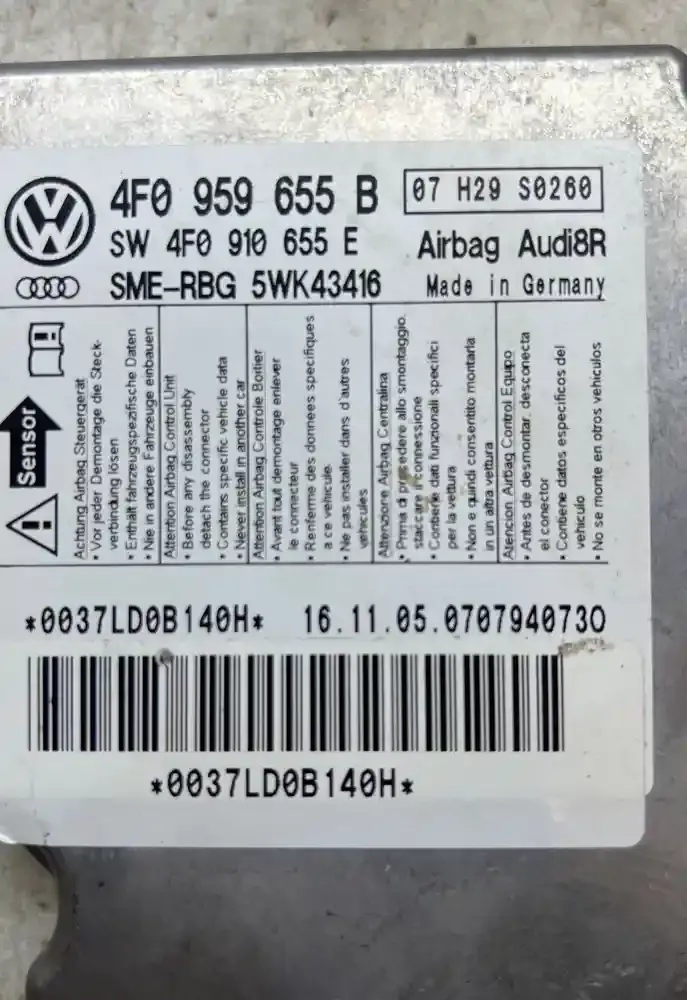 4F0 959 655 B
07 H29 S0260
SW 4F0 910 655 E
Airbag Audi8R
SME-RBG 5WK43416
Made in Germany
Sensor
Achtung Airbag Steuergerät
• Vor jeder Demontage die Steck-
verbindung lösen
• Enthält fahrzeugspezifische Daten
• Nie in andere Fahrzeuge einbauen
Attention Airbag Control Unit
• Before any disassembly
detach the connector
• Contains specific vehicle data
• Never install in another car
Attention Airbag Controle Boitier
• Avant tout demontage enlever
le connecteur
• Renferme des donnees specifiques
a ce vehicule.
• Ne pas installer dans d'autres
vehicules
Attenzione Airbag Centralina
• Prima di procedere allo smontaggio.
staccare il connessione
• Contiene dati funzionali specifici
per la vettura
• Non e quindi consentito montarla
in un altra vettura
Atencion Airbag Control Equipo
• Antes de desmontar, desconecta
el conector
• Contiene datos especificos del
vehiculo
• No se monte en otros vehiculos
*0037LD0B140H*
16.11.05.0707940730
*0037LD0B140H*